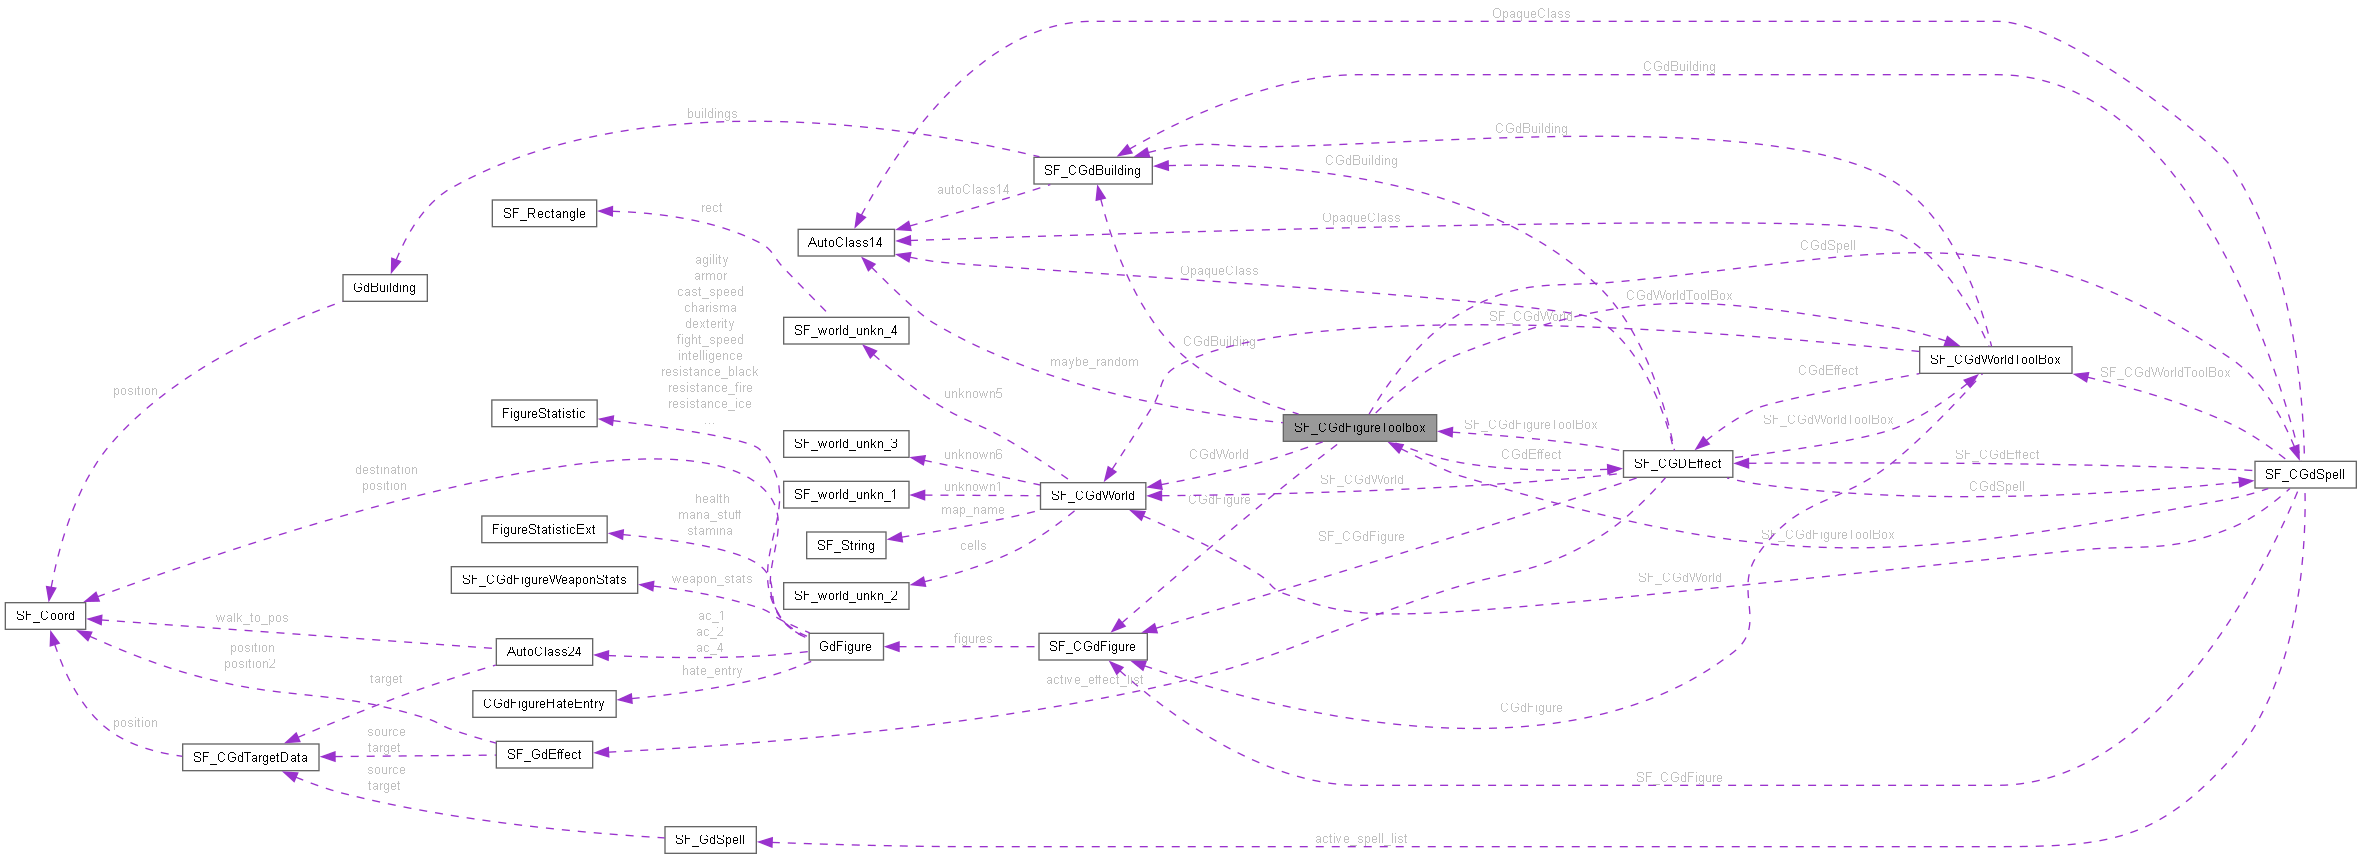 OpaqueClass
CGdBuilding
buildings
CGdBuilding
CGdBuilding
SF_CGdBuilding
autoClass14
rect
SF_Rectangle
OpaqueClass
AutoClass14
CGdSpell
agility
armor
cast_speed
charisma
dexterity
fight_speed
intelligence
resistance_black
resistance_fire
resistance_ice
...
OpaqueClass
GdBuilding
CGdWorldToolBox
SF_CGdWorld
SF_world_unkn_4
CGdBuilding
maybe_random
SF_CGdWorldToolBox
CGdEffect
SF_CGdWorldToolBox
position
unknown5
FigureStatistic
SF_CGdFigureToolbox
SF_CGdFigureToolBox
SF_CGdWorldToolBox
SF_world_unkn_3
unknown6
CGdWorld
CGdEffect
SF_CGDEffect
SF_CGdEffect
SF_CGdSpell
destination
position
SF_world_unkn_1
unknown1
SF_CGdWorld
SF_CGdWorld
CGdSpell
health
mana_stuff
stamina
map_name
CGdFigure
FigureStatisticExt
SF_String
cells
SF_CGdFigure
SF_CGdFigureToolBox
SF_CGdFigureWeaponStats
weapon_stats
SF_world_unkn_2
SF_CGdWorld
SF_Coord
walk_to_pos
ac_1
ac_2
ac_4
position
position2
AutoClass24
GdFigure
figures
SF_CGdFigure
target
hate_entry
active_effect_list
CGdFigureHateEntry
CGdFigure
position
source
target
SF_CGdTargetData
SF_GdEffect
source
target
SF_CGdFigure
SF_GdSpell
active_spell_list